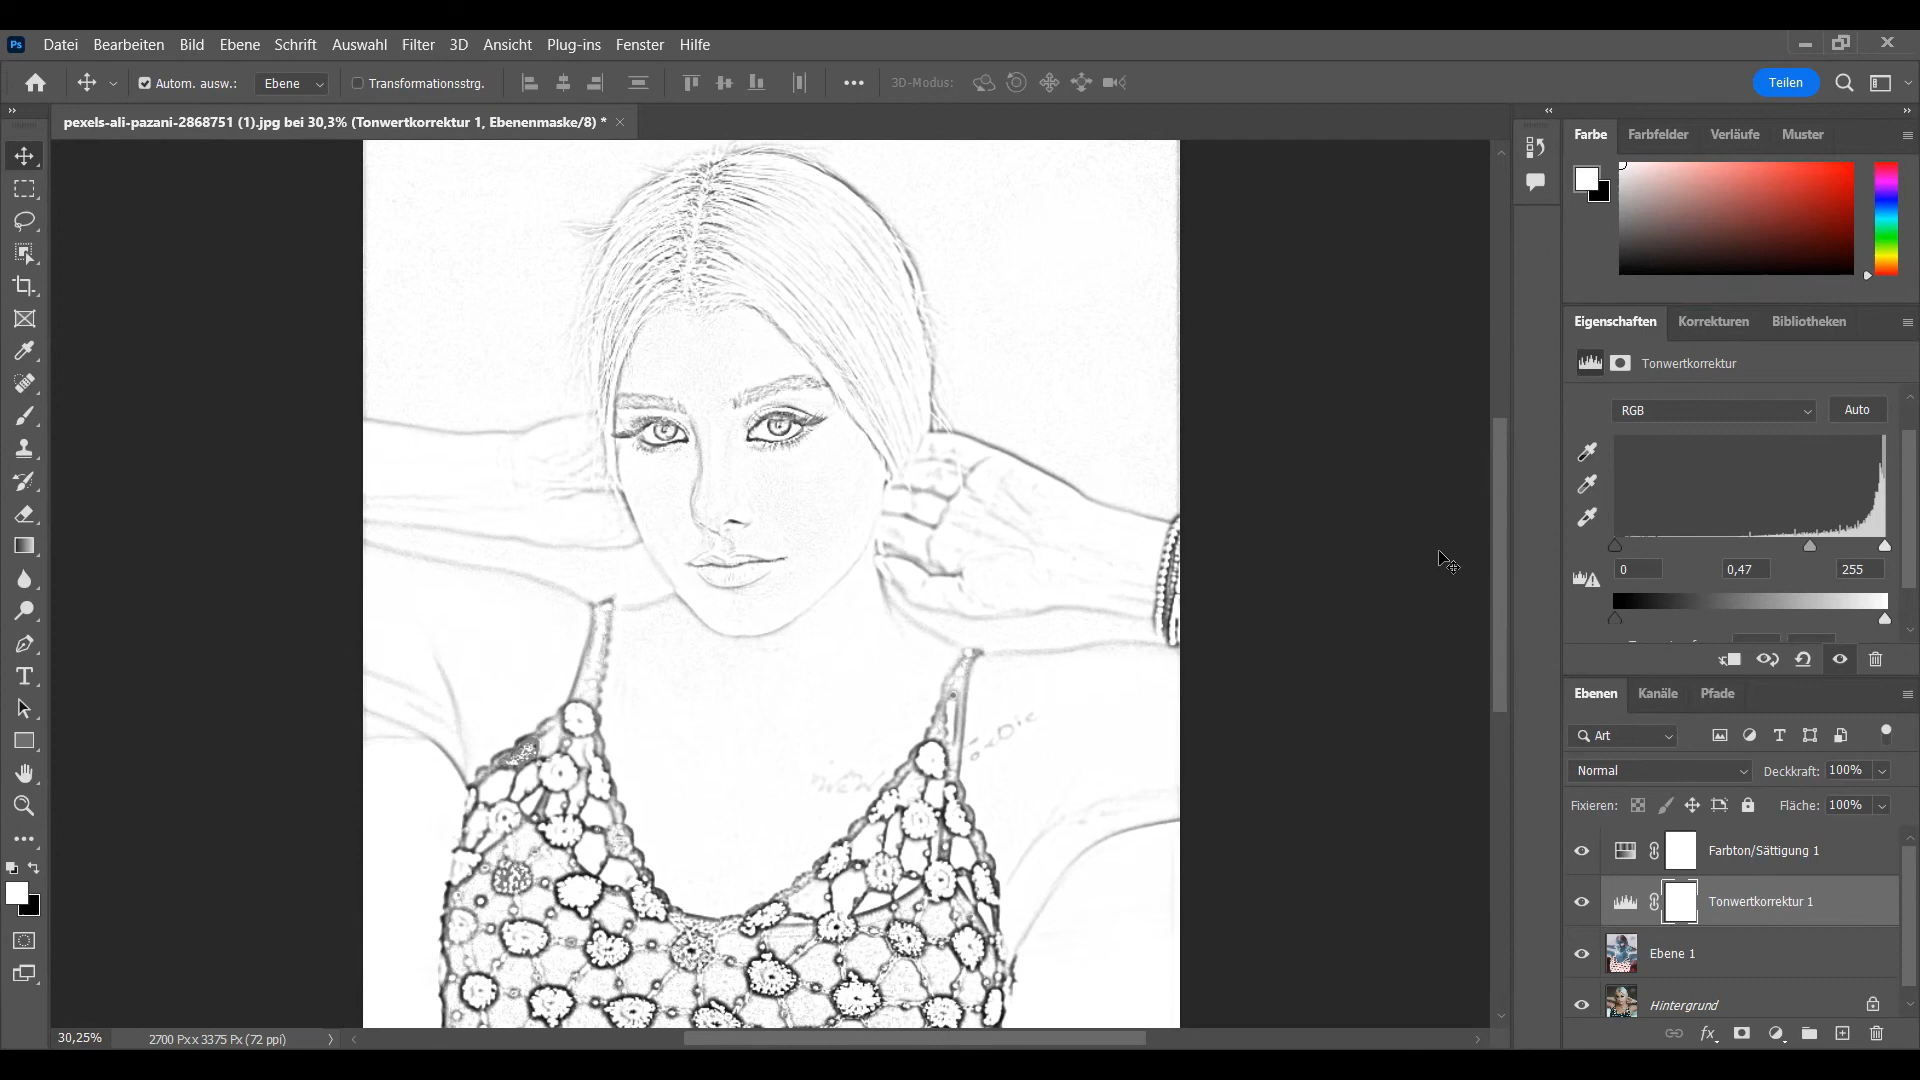 Ps Datei Bearbeiten Bild Ebene Schrift Auswahl Filter 3D Ansicht Plug-ins Fenster Hilfe
Autom. ausw.: Ebene Transformationsstrg. 3D-Modus: Teilen
pexels-ali-pazani-2868751 (1).jpg bei 30,3% (Tonwertkorrektur 1, Ebenenmaske/8) *
Farbe Farbfelder Verläufe Muster
Eigenschaften Korrekturen Bibliotheken
Tonwertkorrektur
RGB Auto
0 0,47 255
Ebenen Kanäle Pfade
Art
Normal Deckkraft: 100%
Fixieren: Fläche: 100%
Farbton/Sättigung 1
Tonwertkorrektur 1
Ebene 1
Hintergrund
30,25% 2700 Px x 3375 Px (72 ppi)